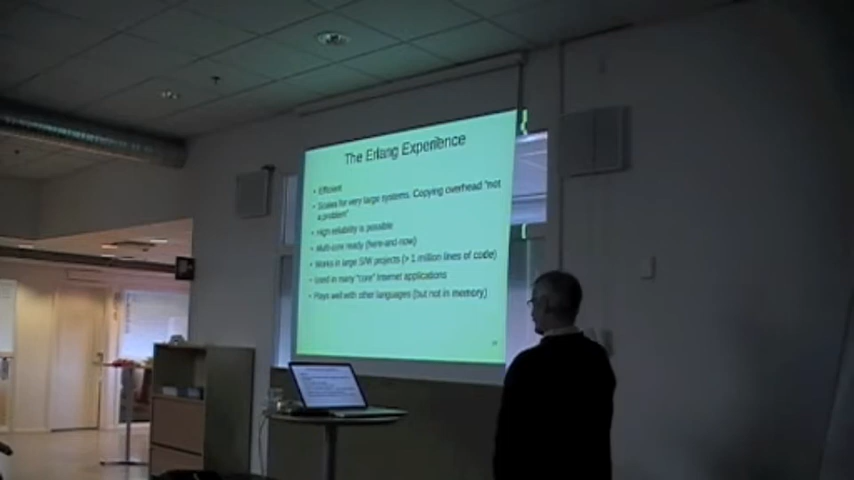 The Erlang Experience
• Efficient
• Scales for very large systems. Copying overhead "not
a problem"
• High reliability is possible
• Multi-core ready (here-and-now)
• Works in large S/W projects (> 1 million lines of code)
• Used in many "core" Internet applications
• Plays well with other languages (but not in memory)